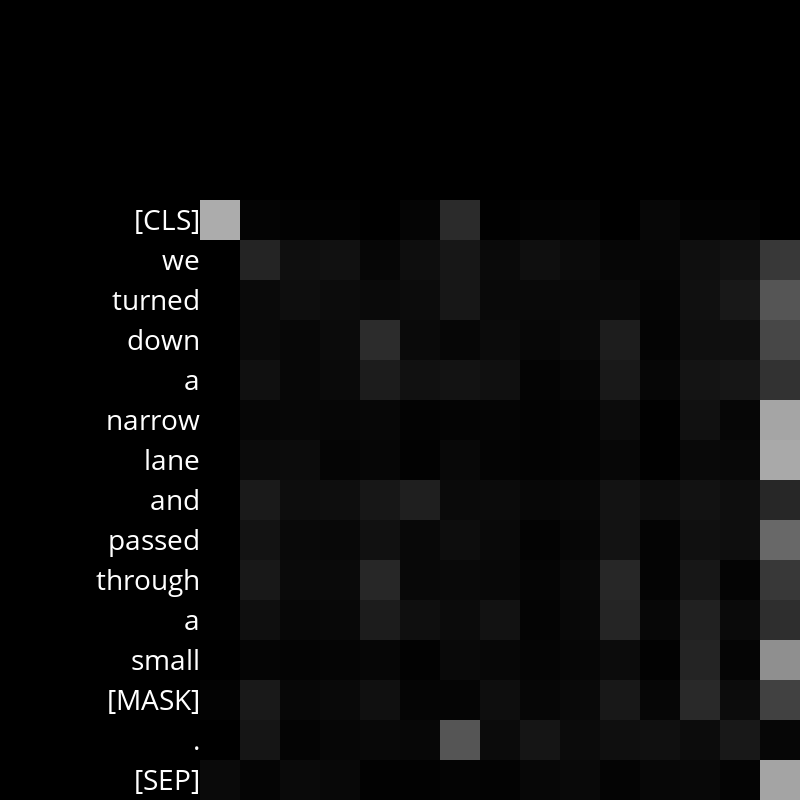 [CLS]
we
turned
down
a
narrow
lane
and
passed
through
a
small
[MASK]
.
[SEP]